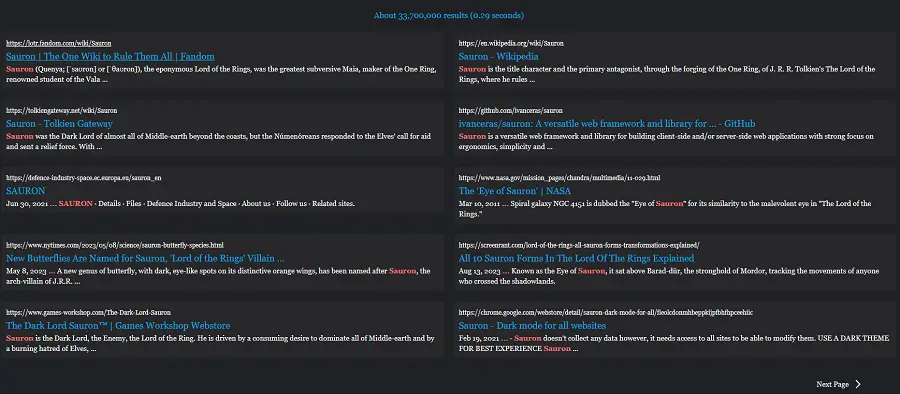 About 33,700,000 results (0.29 seconds)
https://lotr.fandom.com/wiki/Sauron
Sauron | The One Wiki to Rule Them All | Fandom
Sauron (Quenya; [ˈsaʊron] or [ˈθaʊron]), the eponymous Lord of the Rings, was the greatest subversive Maia, maker of the One Ring,
renowned student of the Vala ...
https://en.wikipedia.org/wiki/Sauron
Sauron - Wikipedia
Sauron is the title character and the primary antagonist, through the forging of the One Ring, of J. R. R. Tolkien's The Lord of the
Rings, where he rules ...
https://tolkiengateway.net/wiki/Sauron
Sauron - Tolkien Gateway
Sauron was the Dark Lord of almost all of Middle-earth beyond the coasts, but the Númenóreans responded to the Elves' call for aid
and sent a relief force. With ...
https://github.com/ivanceras/sauron
ivanceras/sauron: A versatile web framework and library for ... - GitHub
Sauron is a versatile web framework and library for building client-side and/or server-side web applications with strong focus on
ergonomics, simplicity and ...
https://defence-industry-space.ec.europa.eu/sauron_en
SAURON
Jun 30, 2021 ... SAURON · Details · Files · Defence Industry and Space · About us · Follow us · Related sites.
https://www.nasa.gov/mission_pages/chandra/multimedia/11-029.html
The 'Eye of Sauron' | NASA
Mar 10, 2011 ... Spiral galaxy NGC 4151 is dubbed the "Eye of Sauron" for its similarity to the malevolent eye in "The Lord of the
Rings."
https://www.nytimes.com/2023/05/08/science/sauron-butterfly-species.html
New Butterflies Are Named for Sauron, 'Lord of the Rings' Villain ...
May 8, 2023 ... A new genus of butterfly, with dark, eye-like spots on its distinctive orange wings, has been named after Sauron, the
arch-villain of J.R.R. ...
https://screenrant.com/lord-of-the-rings-all-sauron-forms-transformations-explained/
All 10 Sauron Forms In The Lord Of The Rings Explained
Aug 13, 2023 ... Known as the Eye of Sauron, it sat above Barad-dûr, the stronghold of Mordor, tracking the movements of anyone
who crossed the shadowlands.
https://www.games-workshop.com/The-Dark-Lord-Sauron
The Dark Lord Sauron™ | Games Workshop Webstore
Sauron is the Dark Lord, the Enemy, the Lord of the Ring. He is driven by a consuming desire to dominate all of Middle-earth and by
a burning hatred of Elves, ...
https://chrome.google.com/webstore/detail/sauron-dark-mode-for-all/
Sauron - Dark mode for all websites
Feb 19, 2021 ... - Sauron doesn't collect any data however, it needs access to all sites to be able to modify them. USE A DARK THEME
FOR BEST EXPERIENCE Sauron ...
Next Page